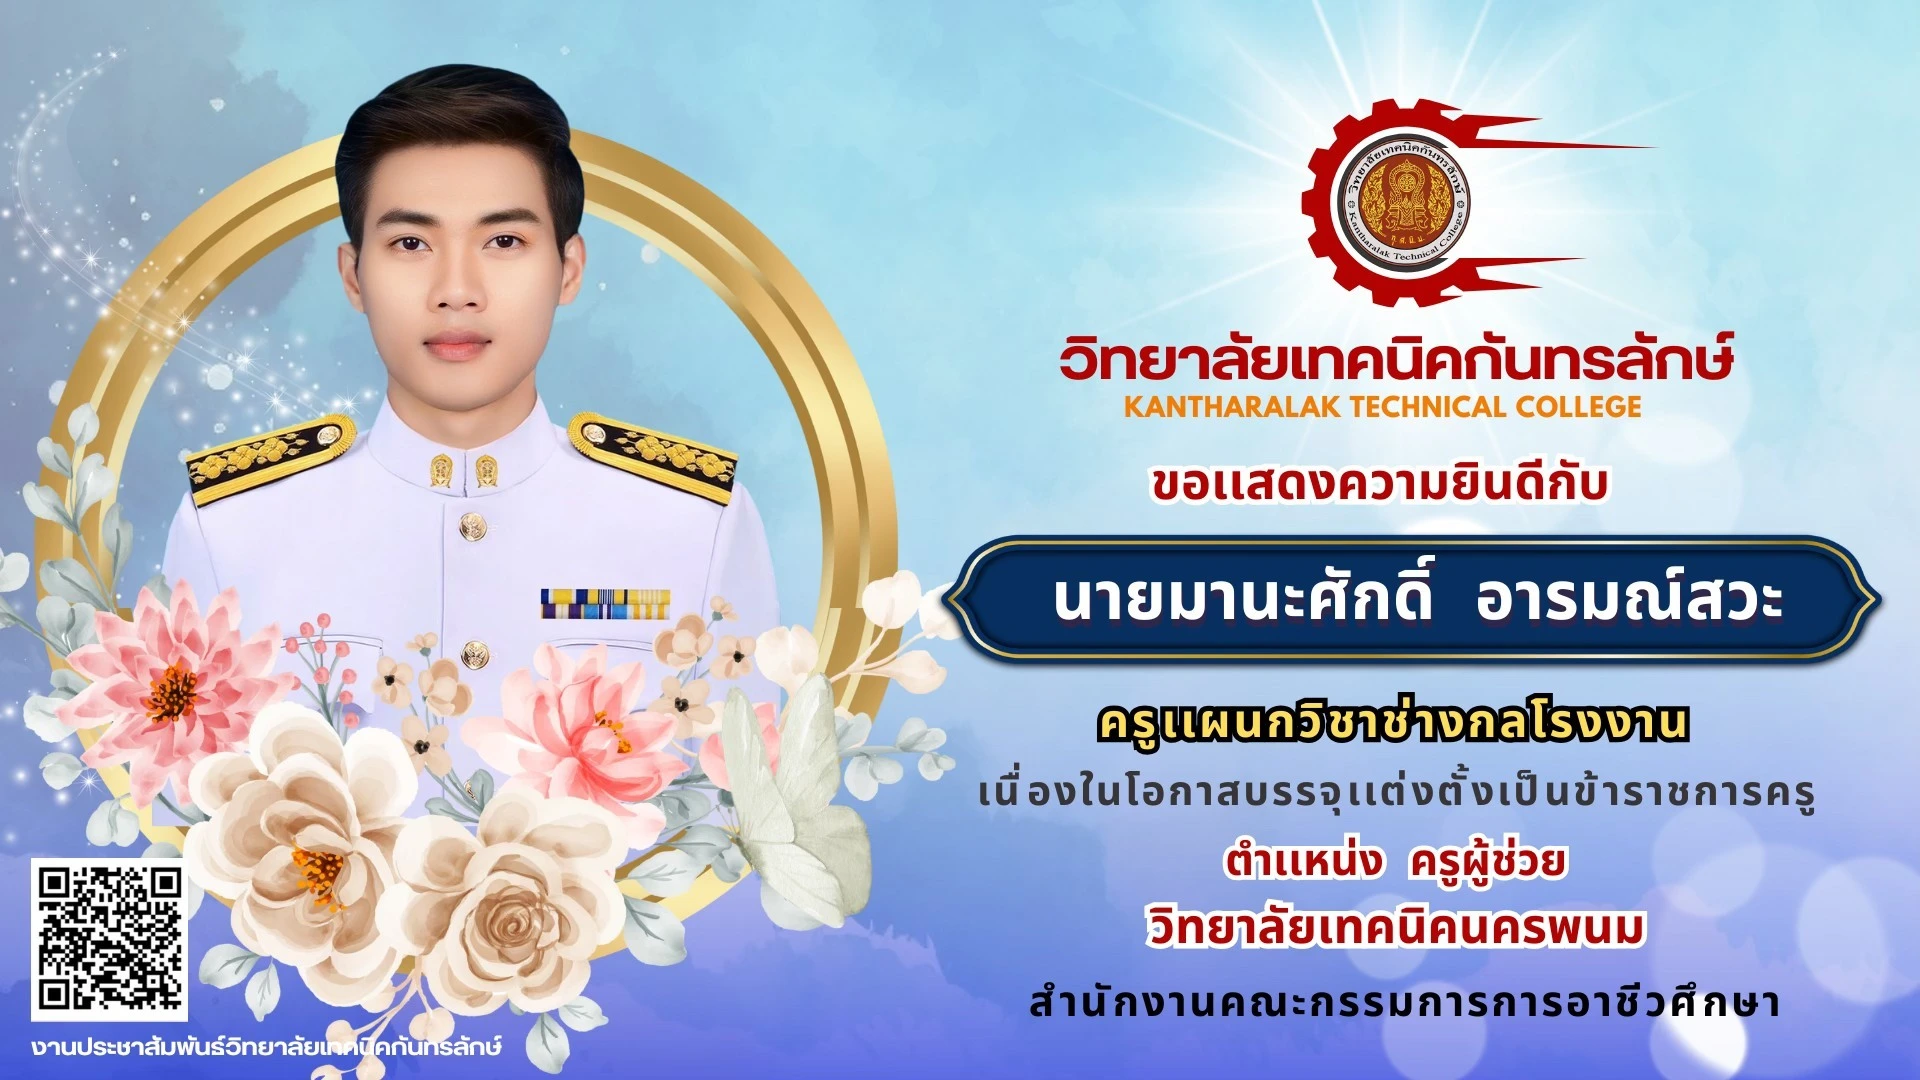 วิทยาลัยเทคนิคกันทรลักษ์
Kantharalak Technical College
ทุ. ส. นิ. ม.
วิทยาลัยเทคนิคกันทรลักษ์
KANTHARALAK TECHNICAL COLLEGE
ขอแสดงความยินดีกับ
นายมานะศักดิ์ อารมณ์สวะ
ครูแผนกวิชาช่างกลโรงงาน
เนื่องในโอกาสบรรจุแต่งตั้งเป็นข้าราชการครู
ตำแหน่ง ครูผู้ช่วย
วิทยาลัยเทคนิคนครพนม
สำนักงานคณะกรรมการการอาชีวศึกษา
งานประชาสัมพันธ์วิทยาลัยเทคนิคกันทรลักษ์